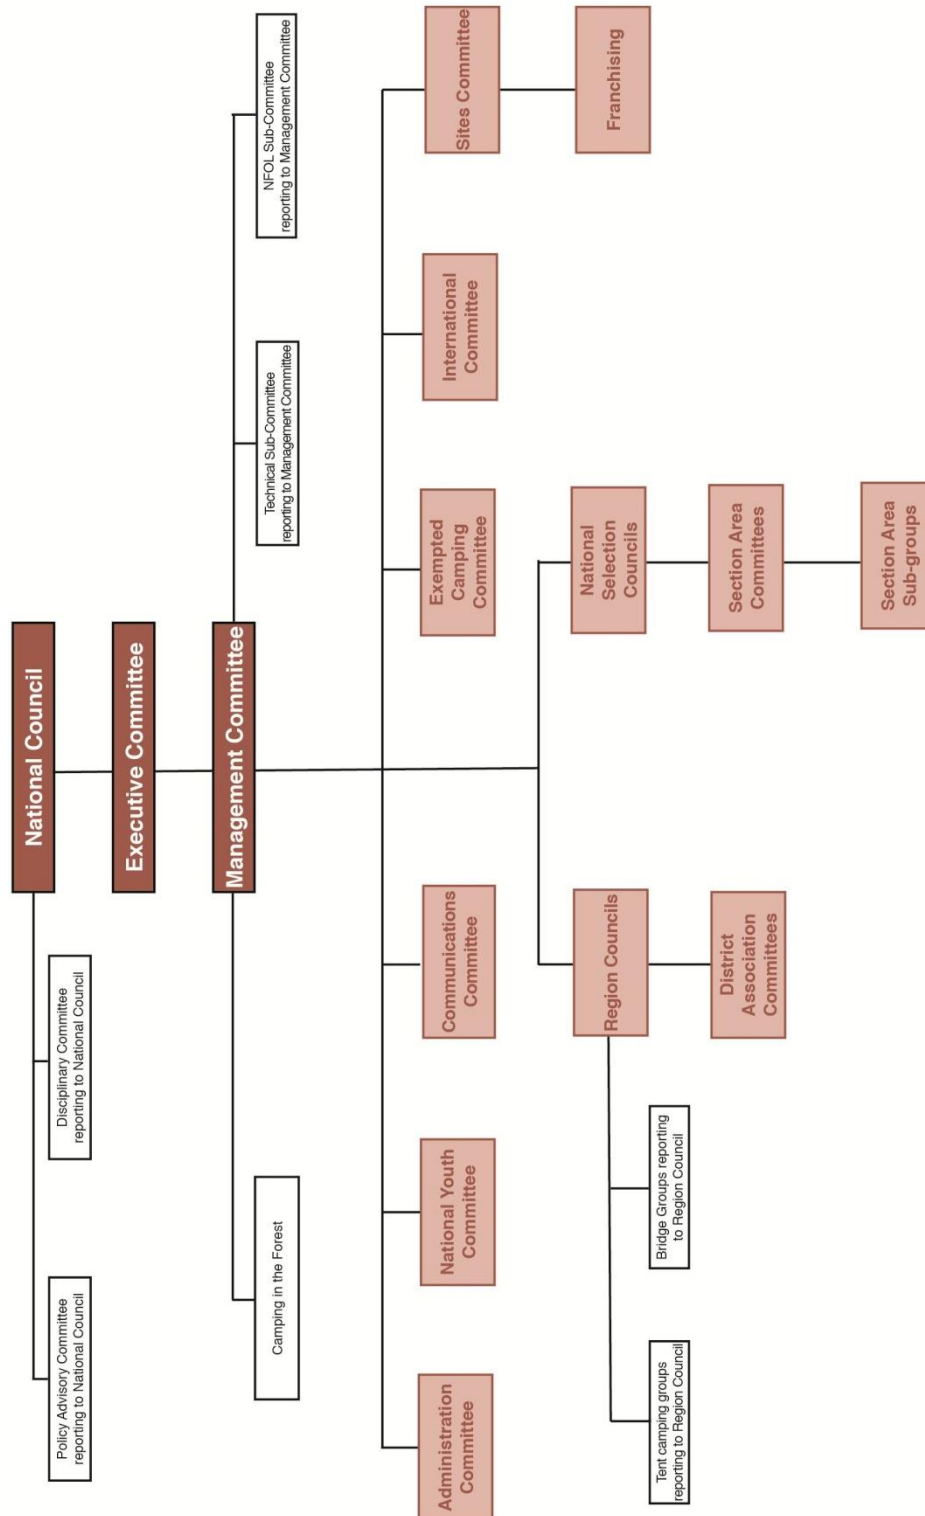 National Council
Policy Advisory Committee
reporting to National Council
Disciplinary Committee
reporting to National Council
Executive Committee
Management Committee
Camping in the Forest
Technical Sub-Committee
reporting to Management Committee
NFOL Sub-Committee
reporting to Management Committee
Administration
Committee
National Youth
Committee
Communications
Committee
Exempted
Camping
Committee
International
Committee
Sites Committee
Franchising
Region Councils
National
Selection
Councils
Tent camping groups
reporting to Region Council
Bridge Groups reporting
to Region Council
District
Association
Committees
Section Area
Committees
Section Area
Sub-groups